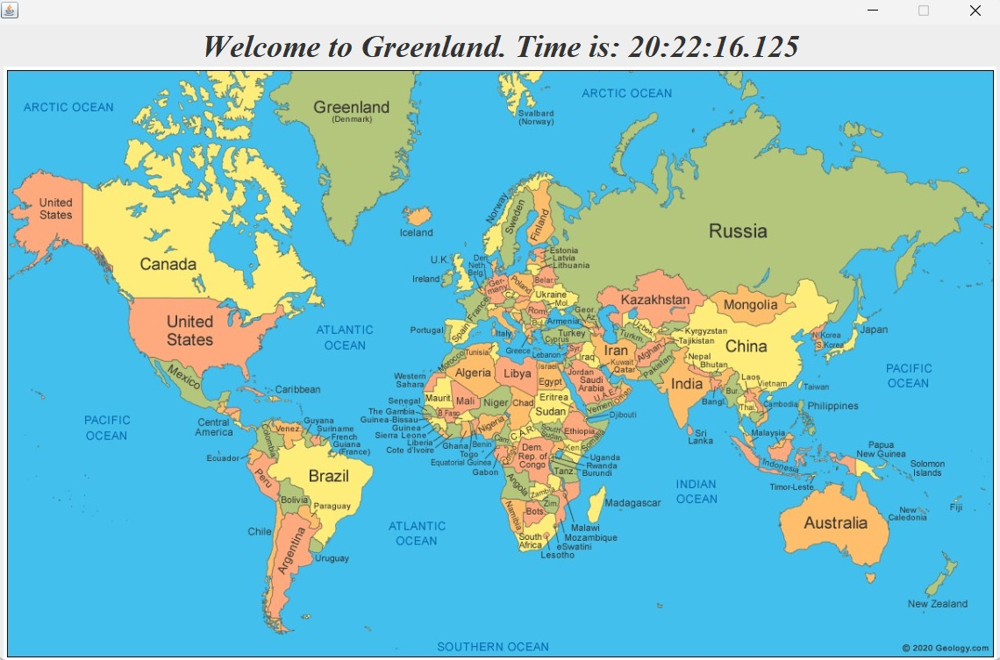 Welcome to Greenland. Time is: 20:22:16.125
ARCTIC OCEAN
ARCTIC OCEAN
Greenland
(Denmark)
Svalbard
(Norway)
United
States
Norway
Sweden
Finland
Iceland
Russia
Canada
U.K.
Ireland
Den.
Neth.
Belg.
Estonia
Latvia
Lithuania
Ger-
many
Poland
Belar.
Cz.
Ukraine
Mol.
France
Spain
Portugal
Italy
Rom.
Bul.
Greece
Geor.
Az.
Armenia
Turkey
Cyprus
Lebanon
Syr.
Israel
Kazakhstan
Mongolia
Uzbek.
Turkm.
Kyrgyzstan
Tajikistan
China
N. Korea
S. Korea
Japan
United
States
ATLANTIC
OCEAN
PACIFIC
OCEAN
Mexico
Caribbean
Central
America
Morocco
Tunisia
Algeria
Libya
Egypt
Western
Sahara
Jordan
Iraq
Iran
Kuwait
Qatar
Saudi
Arabia
U.A.E.
Oman
Yemen
Afghan.
Pakistan
Nepal
Bhutan
India
Bangl.
Bur.
Laos
Vietnam
Thai.
Cambodia
Taiwan
Philippines
Maurit.
Mali
Niger
Chad
Sudan
Eritrea
Djibouti
Senegal
The Gambia
Guinea-Bissau
Guinea
Sierra Leone
Liberia
Cote d'Ivoire
B.Faso
Ghana
Togo
Benin
Nigeria
Cam.
C.A.R.
South
Sudan
Ethiopia
Somalia
Equatorial Guinea
Gabon
Congo
Dem.
Rep. of
Congo
Ken.
Uganda
Rwanda
Burundi
Tanz.
PACIFIC
OCEAN
Venez.
Guyana
Suriname
French
Guiana
(France)
Colombia
Ecuador
Peru
Brazil
Bolivia
Paraguay
Chile
Argentina
Uruguay
ATLANTIC
OCEAN
Angola
Zambia
Zim.
Namibia
Bots.
South
Africa
Lesotho
eSwatini
Mozambique
Malawi
Madagascar
INDIAN
OCEAN
Sri
Lanka
Malaysia
Indonesia
Timor-Leste
Papua
New Guinea
Solomon
Islands
Australia
New
Caledonia
Fiji
New Zealand
SOUTHERN OCEAN
© 2020 Geology.com